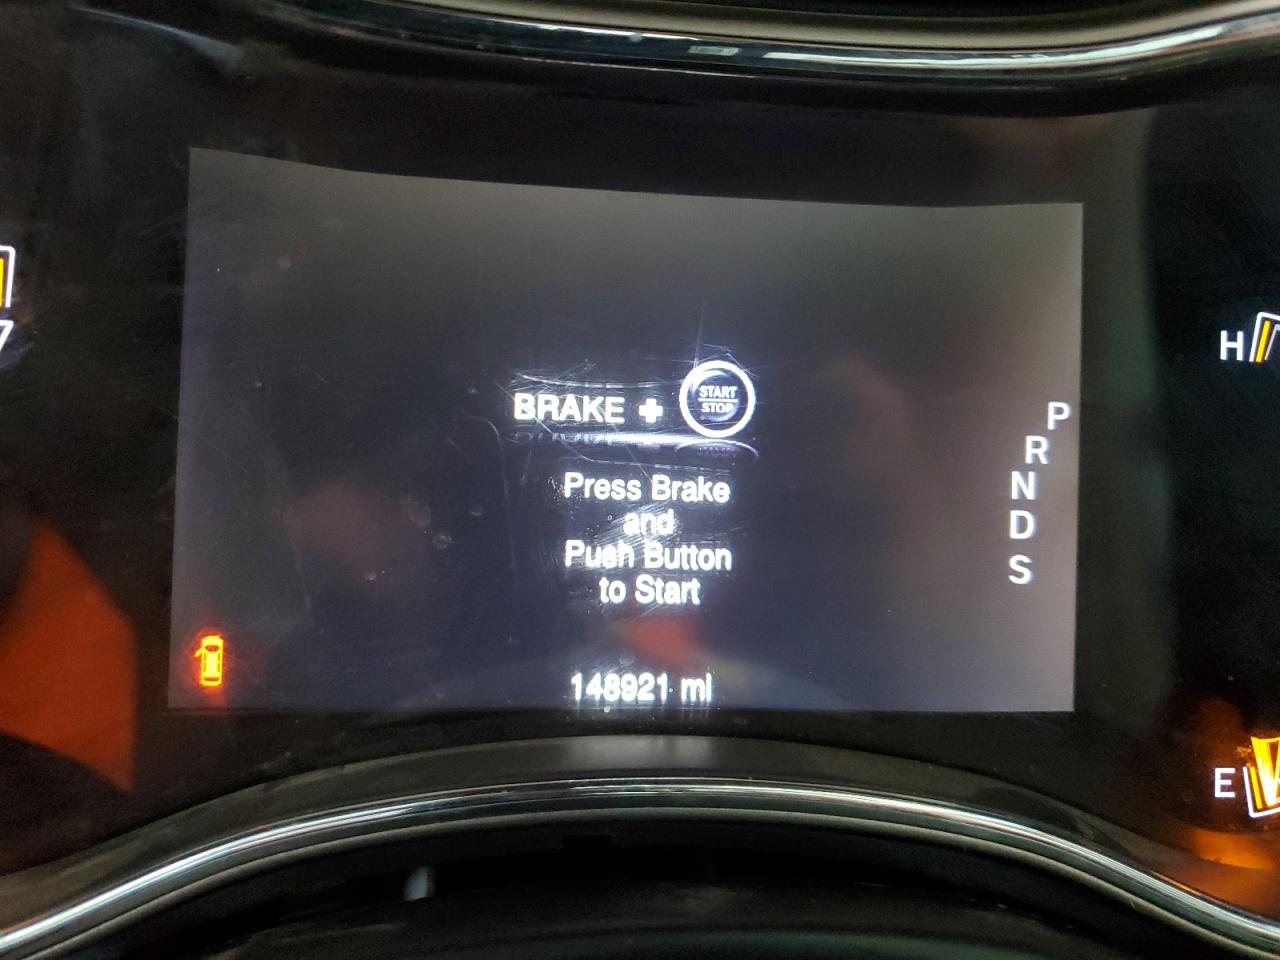 BRAKE +
START
STOP
Press Brake
and
Push Button
to Start
148921 mi
P
R
N
D
S
H
E